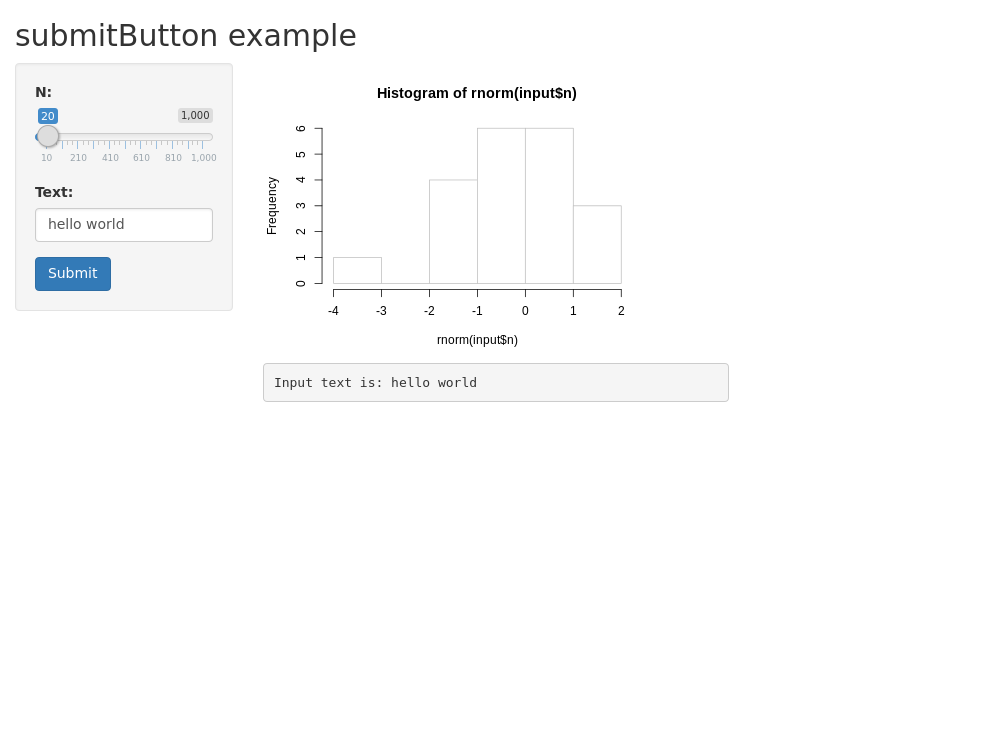 submitButton example
N:
20 1,000
10 210 410 610 810 1,000
Text:
hello world
Submit
Histogram of rnorm(input$n)
Frequency
6
5
4
3
2
1
0
-4 -3 -2 -1 0 1 2
rnorm(input$n)
Input text is: hello world